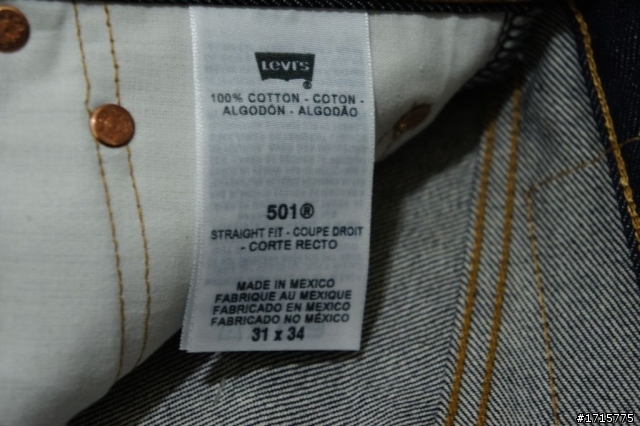 LEVI'S
®
100% COTTON - COTON -
ALGODÓN - ALGODÃO
501®
STRAIGHT FIT - COUPE DROIT
- CORTE RECTO
MADE IN MEXICO
FABRIQUE AU MEXIQUE
FABRICADO EN MEXICO
FABRICADO NO MÉXICO
31 x 34
#1715775